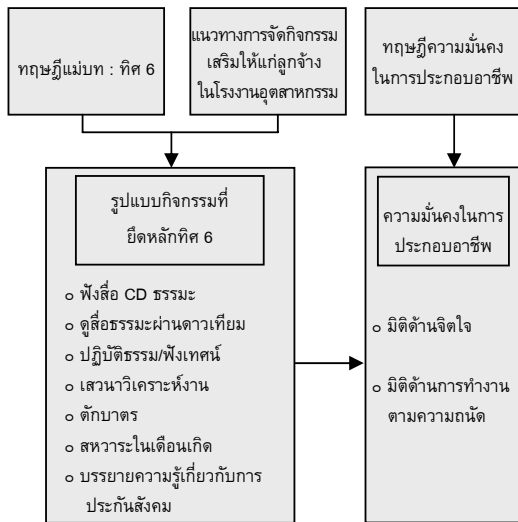 ทฤษฎีแม่บท : ทิศ 6
แนวทางการจัดกิจกรรม
เสริมให้แก่ลูกจ้าง
ในโรงงานอุตสาหกรรม
ทฤษฎีความมั่นคง
ในการประกอบอาชีพ
รูปแบบกิจกรรมที่
ยึดหลักทิศ 6
o ฟังสื่อ CD ธรรมะ
o ดูสื่อธรรมะผ่านดาวเทียม
o ปฏิบัติธรรม/ฟังเทศน์
o เสวนาวิเคราะห์งาน
o ตักบาตร
o สหวาระในเดือนเกิด
o บรรยายความรู้เกี่ยวกับการ
ประกันสังคม
ความมั่นคงในการ
ประกอบอาชีพ
o มิติด้านจิตใจ
o มิติด้านการทำงาน
ตามความถนัด